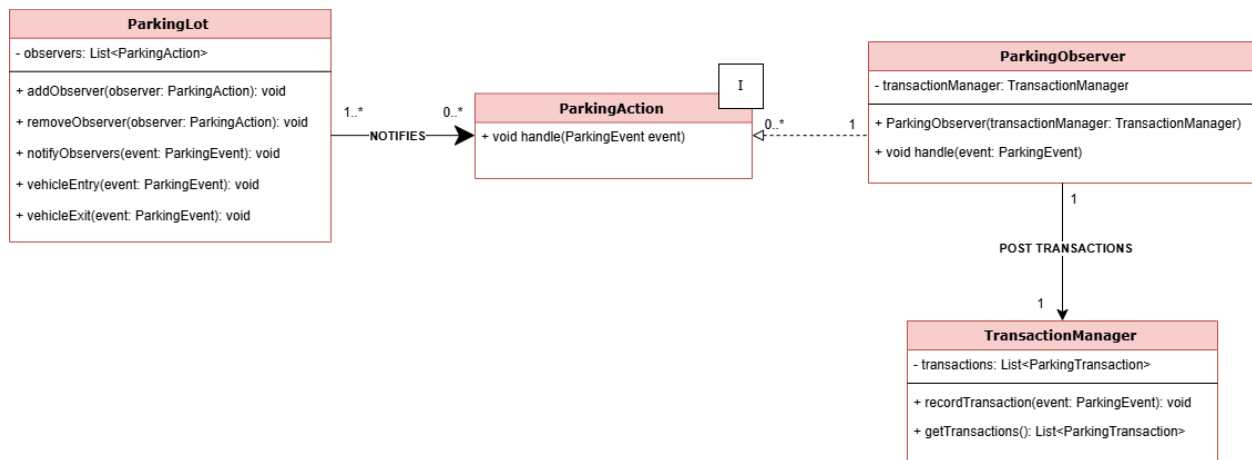 ParkingLot
- observers: List<ParkingAction>
+ addObserver(observer: ParkingAction): void
+ removeObserver(observer: ParkingAction): void
+ notifyObservers(event: ParkingEvent): void
+ vehicleEntry(event: ParkingEvent): void
+ vehicleExit(event: ParkingEvent): void
1..*
0..*
NOTIFIES
I
ParkingAction
+ void handle(ParkingEvent event)
0..*
1
ParkingObserver
- transactionManager: TransactionManager
+ ParkingObserver(transactionManager: TransactionManager)
+ void handle(event: ParkingEvent)
1
POST TRANSACTIONS
1
TransactionManager
- transactions: List<ParkingTransaction>
+ recordTransaction(event: ParkingEvent): void
+ getTransactions(): List<ParkingTransaction>